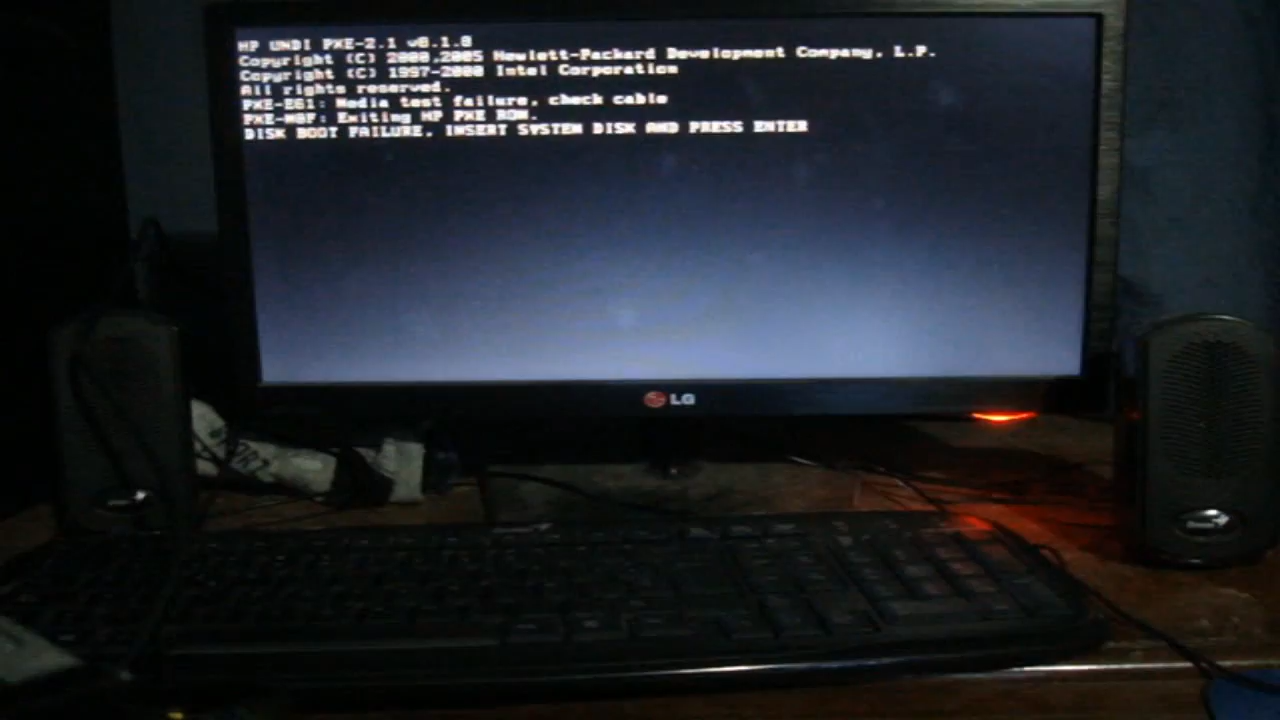 HP UNDI PXE-2.1 v8.1.8
Copyright (C) 2000,2005 Hewlett-Packard Development Company, L.P.
Copyright (C) 1997-2000 Intel Corporation
All rights reserved.
PXE-E61: Media test failure, check cable
PXE-M0F: Exiting HP PXE ROM.
DISK BOOT FAILURE, INSERT SYSTEM DISK AND PRESS ENTER
LG